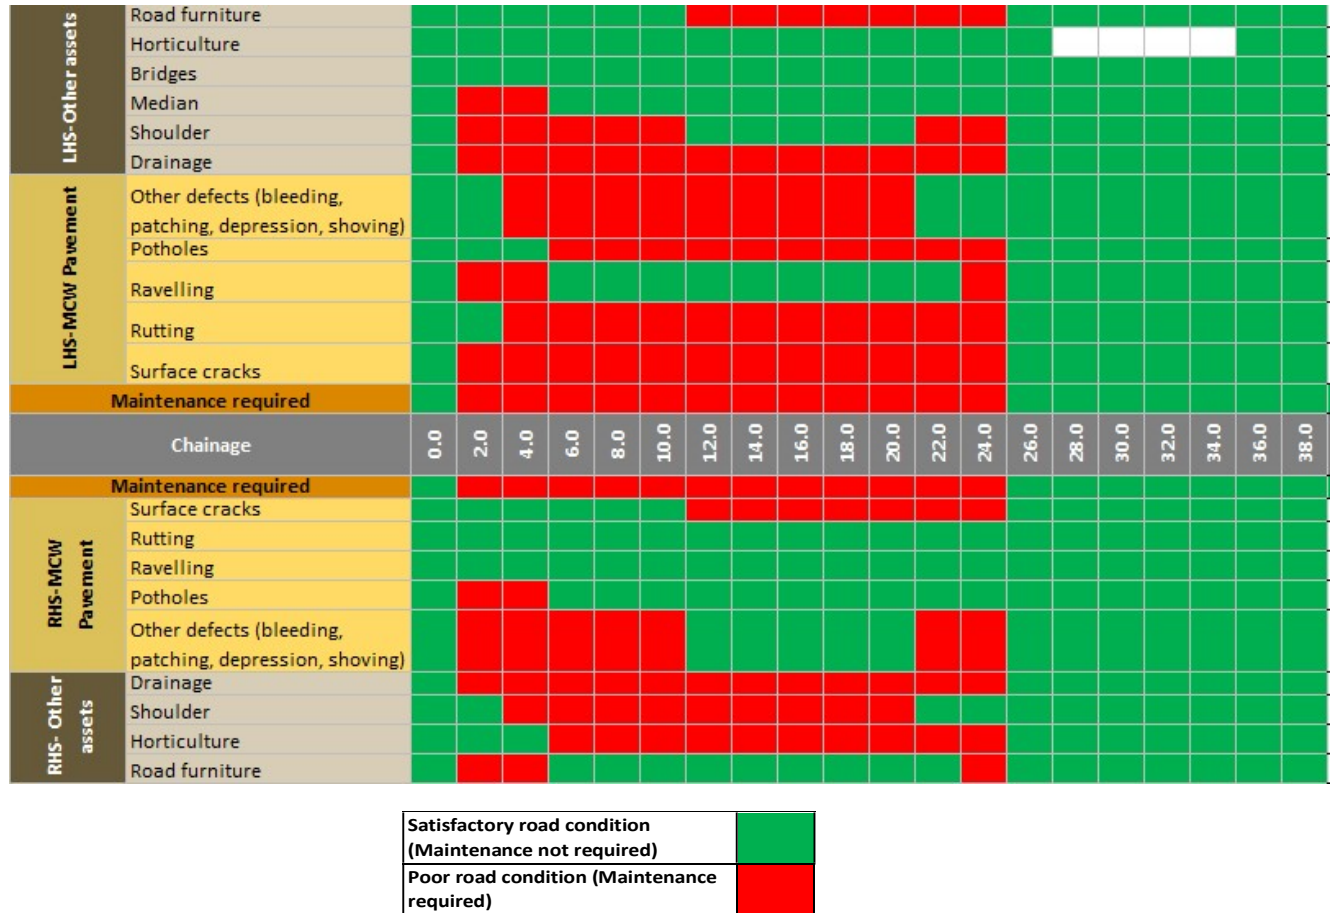 LHS-Other assets
Road furniture
Horticulture
Bridges
Median
Shoulder
Drainage
LHS-MCW Pavement
Other defects (bleeding,
patching, depression, shoving)
Potholes
Ravelling
Rutting
Surface cracks
Maintenance required
Chainage 0.0 2.0 4.0 6.0 8.0 10.0 12.0 14.0 16.0 18.0 20.0 22.0 24.0 26.0 28.0 30.0 32.0 34.0 36.0 38.0
Maintenance required
RHS-MCW
Pavement
Surface cracks
Rutting
Ravelling
Potholes
Other defects (bleeding,
patching, depression, shoving)
RHS- Other
assets
Drainage
Shoulder
Horticulture
Road furniture
Satisfactory road condition
(Maintenance not required)
Poor road condition (Maintenance
required)